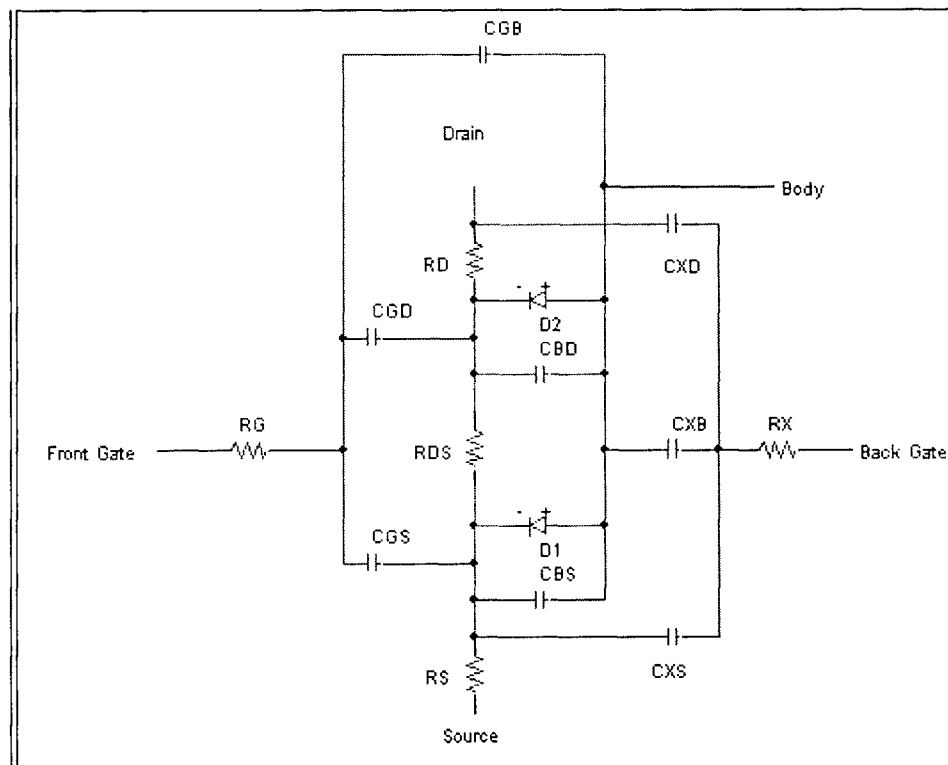 CGB
Drain
Body
RD
CXD
- +
D2
CGD
CBD
RG
CXB
RX
Front Gate
RDS
Back Gate
- +
D1
CGS
CBS
RS
CXS
Source